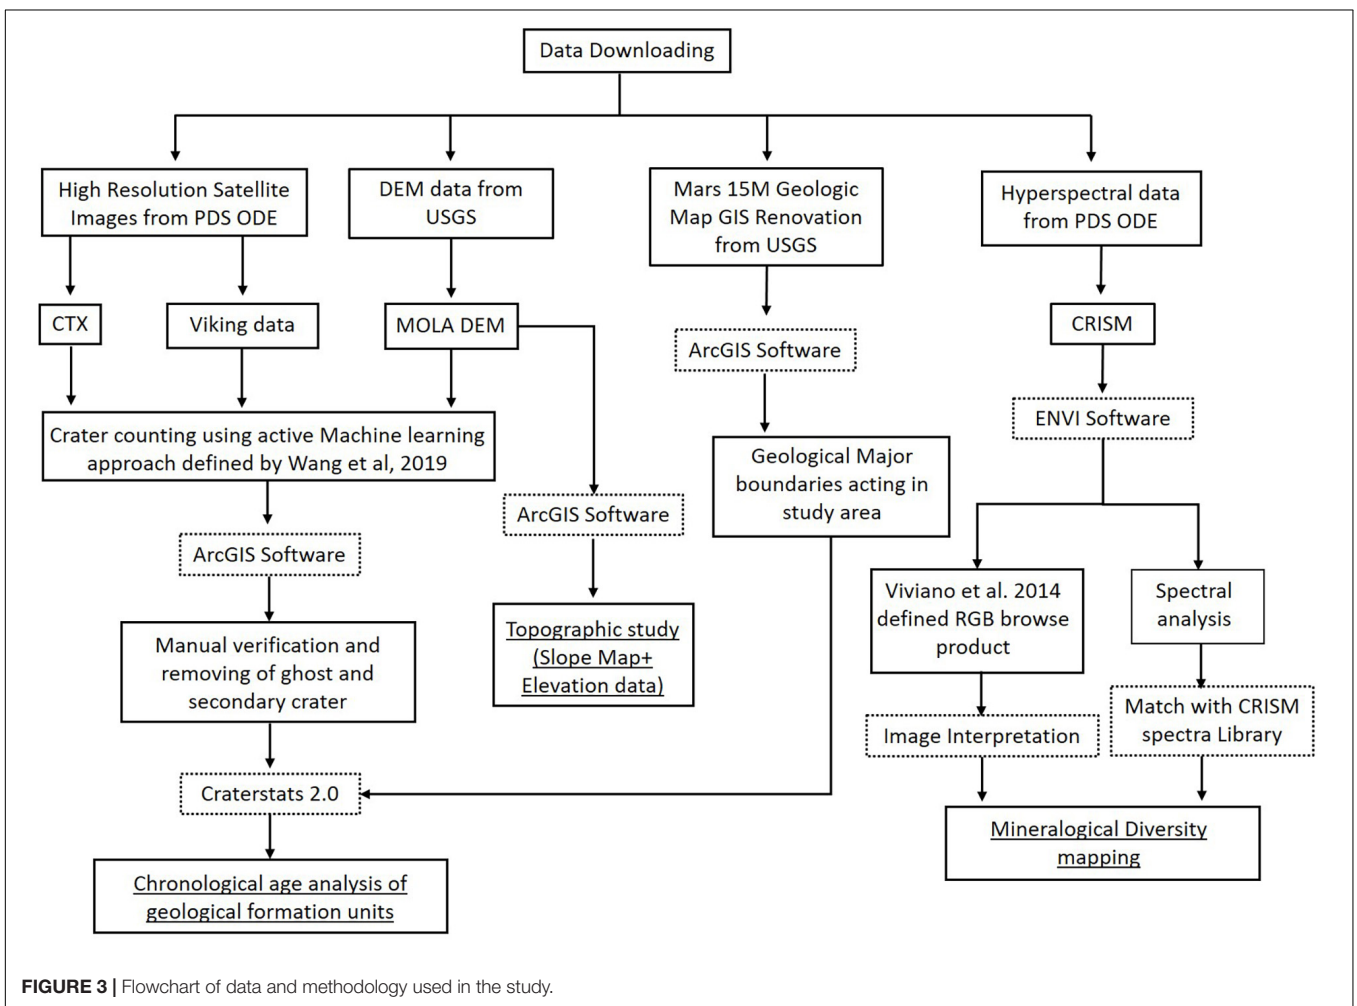 Data Downloading
High Resolution Satellite
Images from PDS ODE
DEM data from
USGS
Mars 15M Geologic
Map GIS Renovation
from USGS
Hyperspectral data
from PDS ODE
CTX
Viking data
MOLA DEM
ArcGIS Software
CRISM
ENVI Software
Crater counting using active Machine learning
approach defined by Wang et al, 2019
Geological Major
boundaries acting in
study area
ArcGIS Software
ArcGIS Software
Viviano et al. 2014
defined RGB browse
product
Spectral
analysis
Manual verification and
removing of ghost and
secondary crater
Topographic study
(Slope Map+
Elevation data)
Image Interpretation
Match with CRISM
spectra Library
Craterstats 2.0
Mineralogical Diversity
mapping
Chronological age analysis of
geological formation units
FIGURE 3 | Flowchart of data and methodology used in the study.